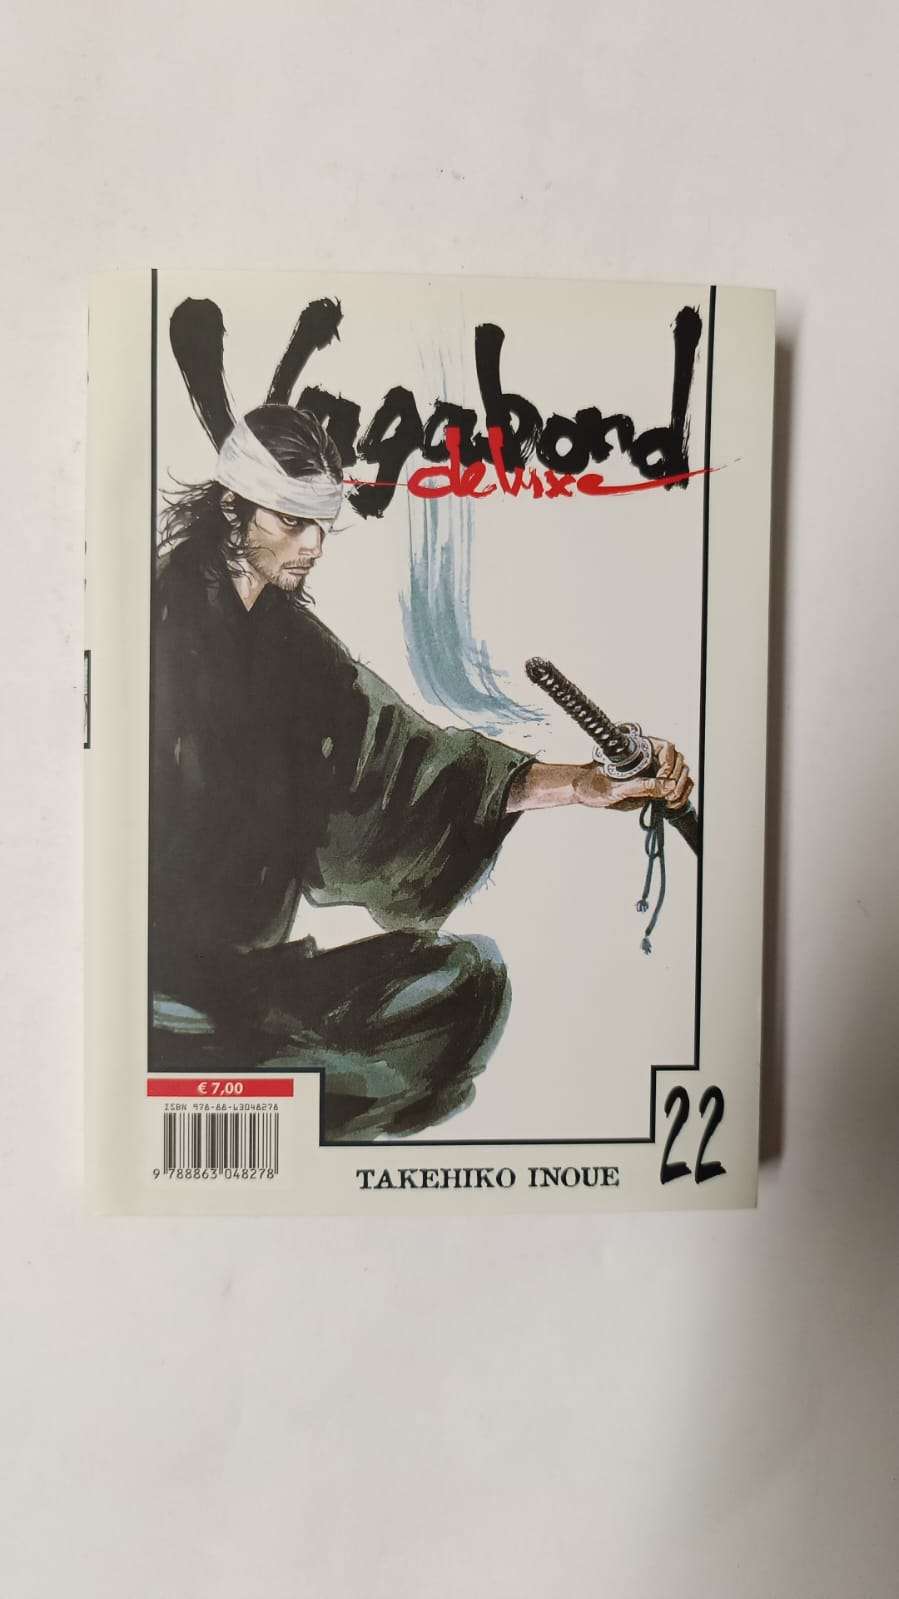 Vagabond
deluxe
€ 7,00
ISBN 978-88-63048278
9 788863 048278
TAKEHIKO INOUE
22